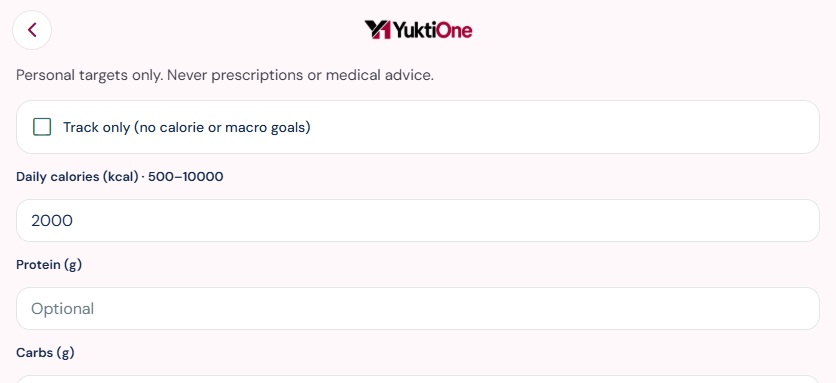 YuktiOne
Personal targets only. Never prescriptions or medical advice.
Track only (no calorie or macro goals)
Daily calories (kcal) · 500–10000
2000
Protein (g)
Optional
Carbs (g)